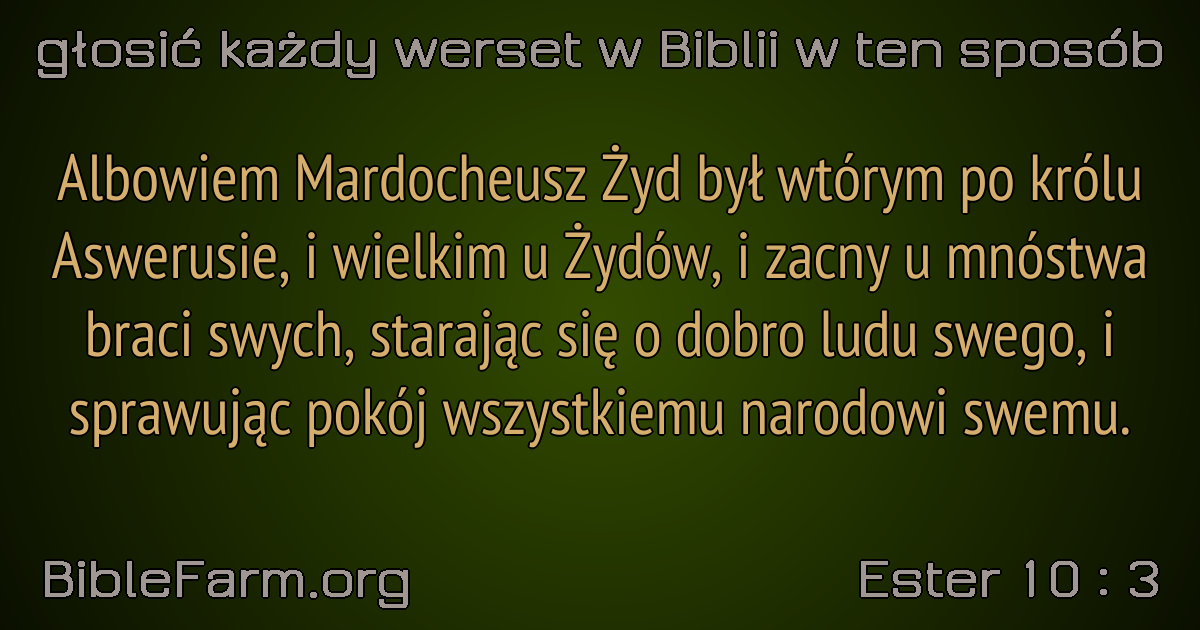 głosić każdy werset w Biblii w ten sposób
Albowiem Mardocheusz Żyd był wtórym po królu
Aswerusie, i wielkim u Żydów, i zacny u mnóstwa
braci swych, starając się o dobro ludu swego, i
sprawując pokój wszystkiemu narodowi swemu.
BibleFarm.org
Ester 10 : 3